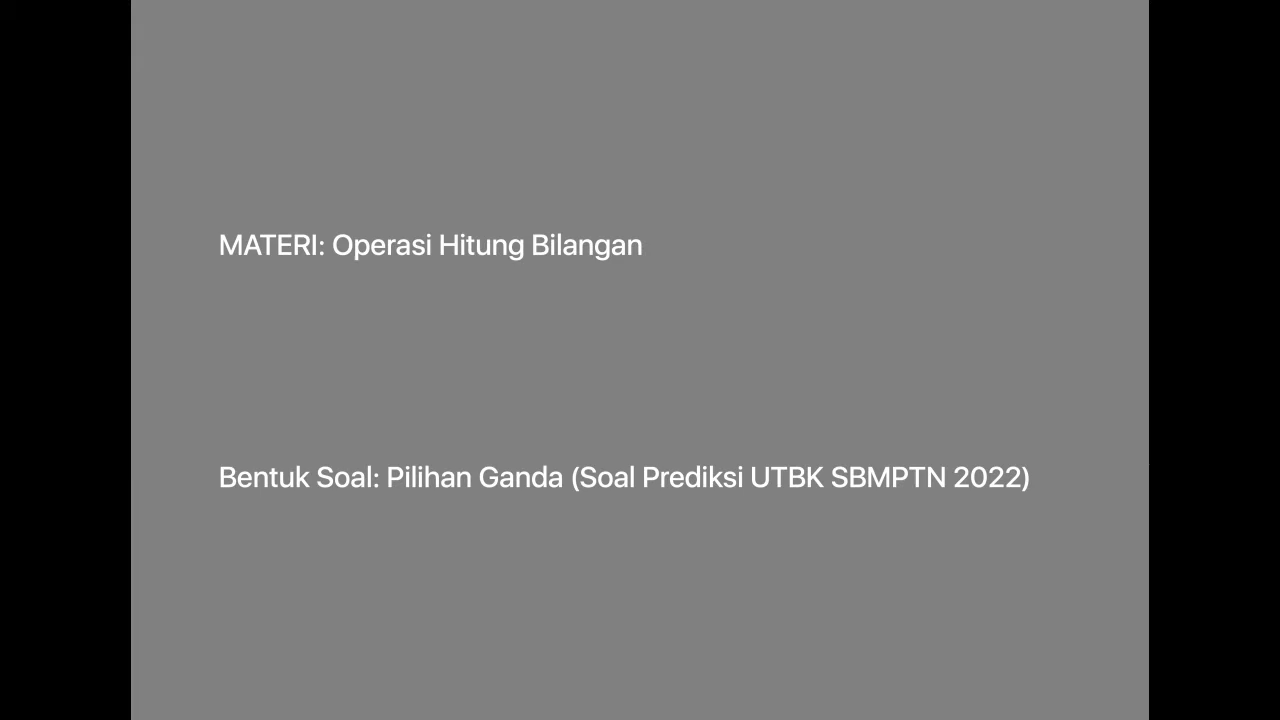 MATERI: Operasi Hitung Bilangan
Bentuk Soal: Pilihan Ganda (Soal Prediksi UTBK SBMPTN 2022)